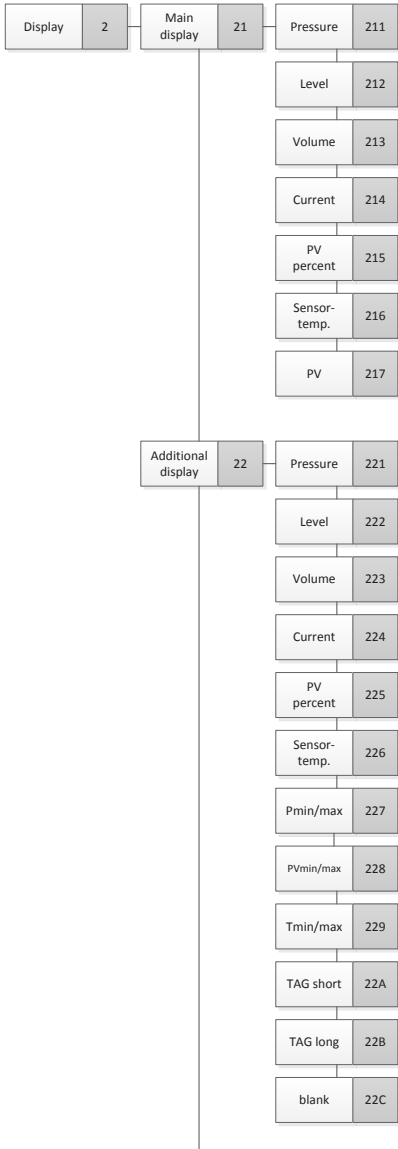 Display 2 Main display 21 Pressure 211
Level 212
Volume 213
Current 214
PV percent 215
Sensor-temp. 216
PV 217
Additional display 22 Pressure 221
Level 222
Volume 223
Current 224
PV percent 225
Sensor-temp. 226
Pmin/max 227
PVmin/max 228
Tmin/max 229
TAG short 22A
TAG long 22B
blank 22C